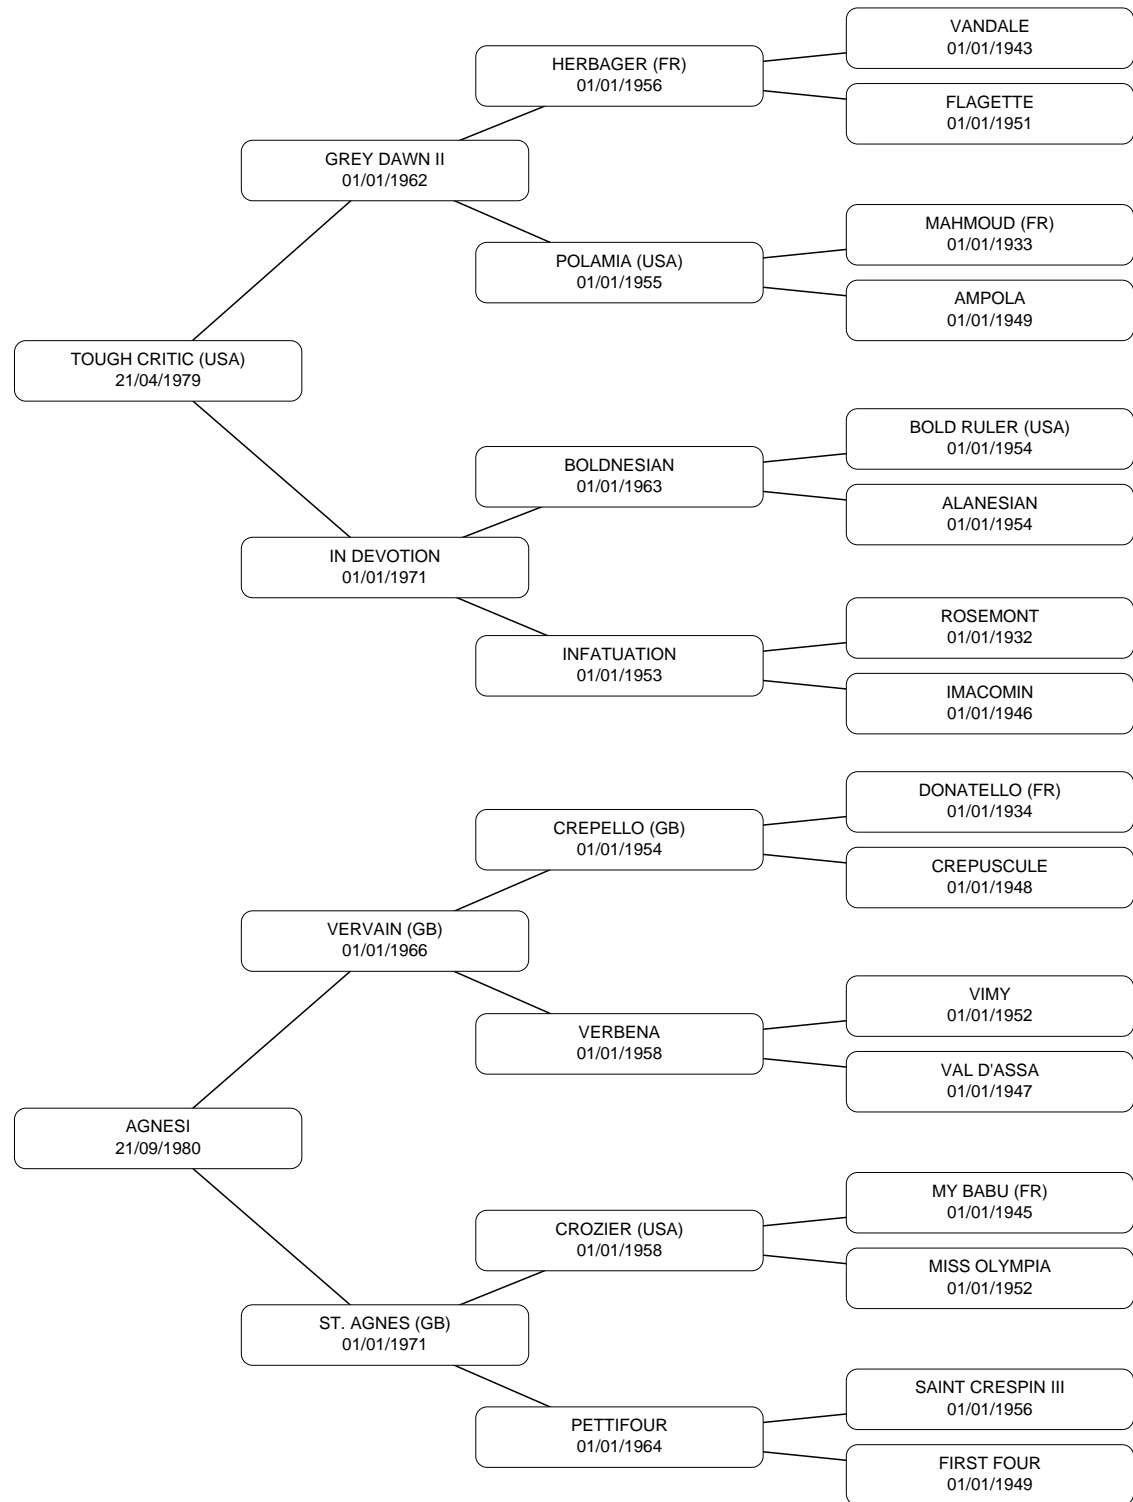 VANDALE
01/01/1943
HERBAGER (FR)
01/01/1956
FLAGETTE
01/01/1951
GREY DAWN II
01/01/1962
MAHMOUD (FR)
01/01/1933
POLAMIA (USA)
01/01/1955
AMPOLA
01/01/1949
TOUGH CRITIC (USA)
21/04/1979
BOLD RULER (USA)
01/01/1954
BOLDNESIAN
01/01/1963
ALANESIAN
01/01/1954
IN DEVOTION
01/01/1971
ROSEMONT
01/01/1932
INFATUATION
01/01/1953
IMACOMIN
01/01/1946
DONATELLO (FR)
01/01/1934
CREPELLO (GB)
01/01/1954
CREPUSCULE
01/01/1948
VERVAIN (GB)
01/01/1966
VIMY
01/01/1952
VERBENA
01/01/1958
VAL D'ASSA
01/01/1947
AGNESI
21/09/1980
MY BABU (FR)
01/01/1945
CROZIER (USA)
01/01/1958
MISS OLYMPIA
01/01/1952
ST. AGNES (GB)
01/01/1971
SAINT CRESPIN III
01/01/1956
PETTIFOUR
01/01/1964
FIRST FOUR
01/01/1949